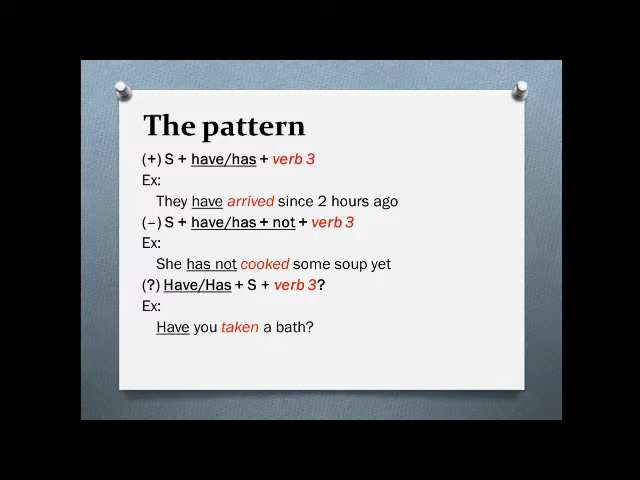 The pattern
(+) S + have/has + verb 3
Ex:
They have arrived since 2 hours ago
(–) S + have/has + not + verb 3
Ex:
She has not cooked some soup yet
(?) Have/Has + S + verb 3?
Ex:
Have you taken a bath?